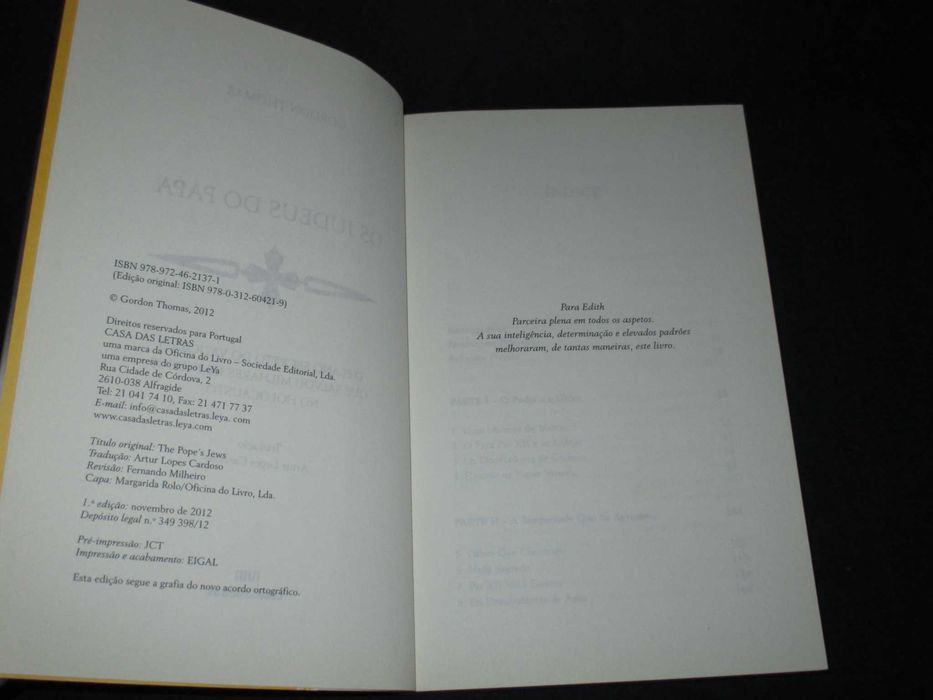 ISBN 978-972-46-2137-1
(Edição original: ISBN 978-0-312-60421-9)
© Gordon Thomas, 2012
Direitos reservados para Portugal
CASA DAS LETRAS
uma marca da Oficina do Livro – Sociedade Editorial, Lda.
uma empresa do grupo LeYa
Rua Cidade de Córdova, 2
2610-038 Alfragide
Tel: 21 041 74 10, Fax: 21 471 77 37
E-mail: info@casadasletras.leya. com
www.casadasletras.leya.com
Título original: The Pope's Jews
Tradução: Artur Lopes Cardoso
Revisão: Fernando Milheiro
Capa: Margarida Rolo/Oficina do Livro, Lda.
1.ª edição: novembro de 2012
Depósito legal n.º 349 398/12
Pré-impressão: JCT
Impressão e acabamento: EIGAL
Esta edição segue a grafia do novo acordo ortográfico.
Para Edith
Parceira plena em todos os aspetos.
A sua inteligência, determinação e elevados padrões
melhoraram, de tantas maneiras, este livro.
GORDON THOMAS
OS JUDEUS DO PAPA